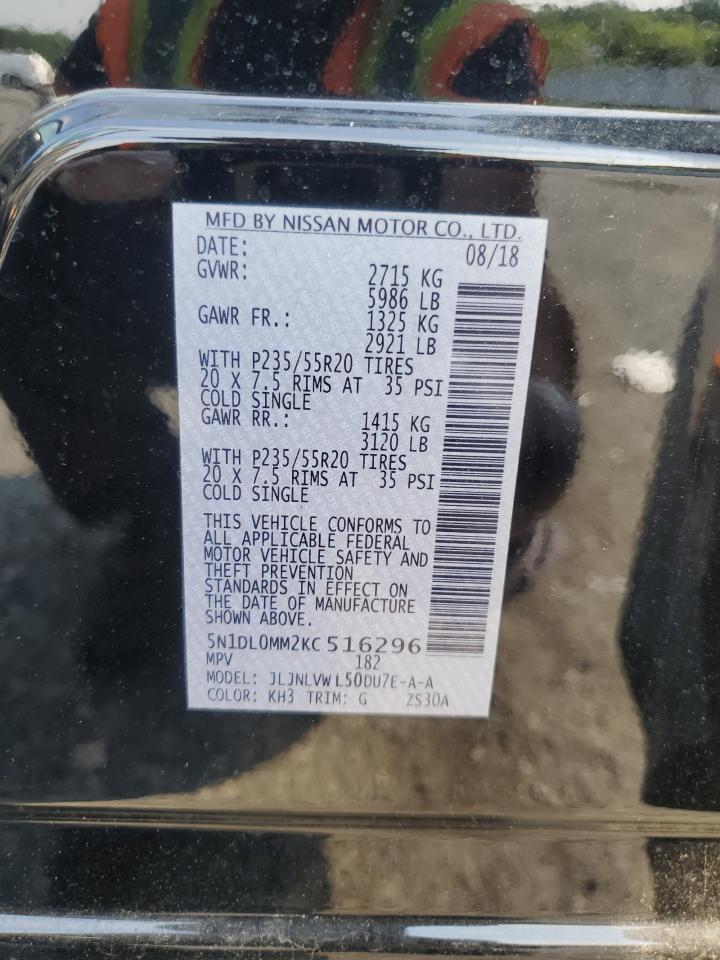 MFD BY NISSAN MOTOR CO., LTD.
DATE: 08/18
GVWR: 2715 KG
5986 LB
GAWR FR.: 1325 KG
2921 LB
WITH P235/55R20 TIRES
20 X 7.5 RIMS AT 35 PSI
COLD SINGLE
GAWR RR.: 1415 KG
3120 LB
WITH P235/55R20 TIRES
20 X 7.5 RIMS AT 35 PSI
COLD SINGLE
THIS VEHICLE CONFORMS TO
ALL APPLICABLE FEDERAL
MOTOR VEHICLE SAFETY AND
THEFT PREVENTION
STANDARDS IN EFFECT ON
THE DATE OF MANUFACTURE
SHOWN ABOVE.
5N1DL0MM2KC516296
MPV 182
MODEL: JLJNLVWL50DU7E-A-A
COLOR: KH3 TRIM: G ZS30A